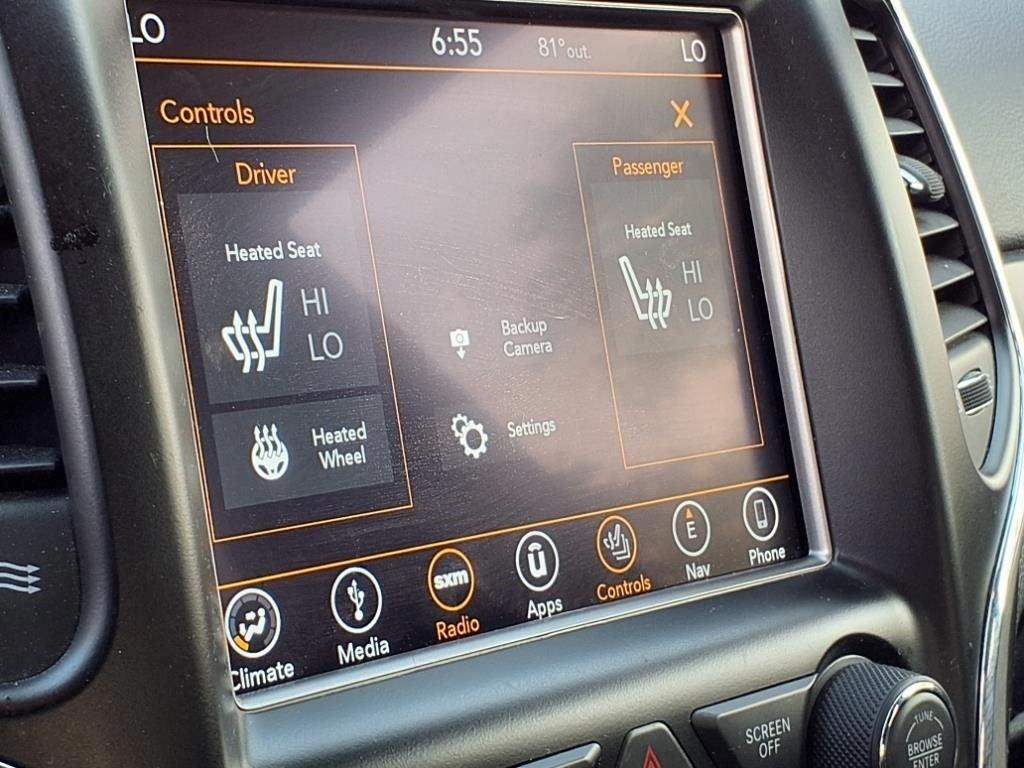 LO 6:55 81° out. LO
Controls X
Driver
Heated Seat
HI
LO
Heated
Wheel
Backup
Camera
Settings
Passenger
Heated Seat
HI
LO
Climate
Media
sxm
Radio
ū
Apps
Controls
E
Nav
Phone
SCREEN
OFF
TUNE
BROWSE
ENTER